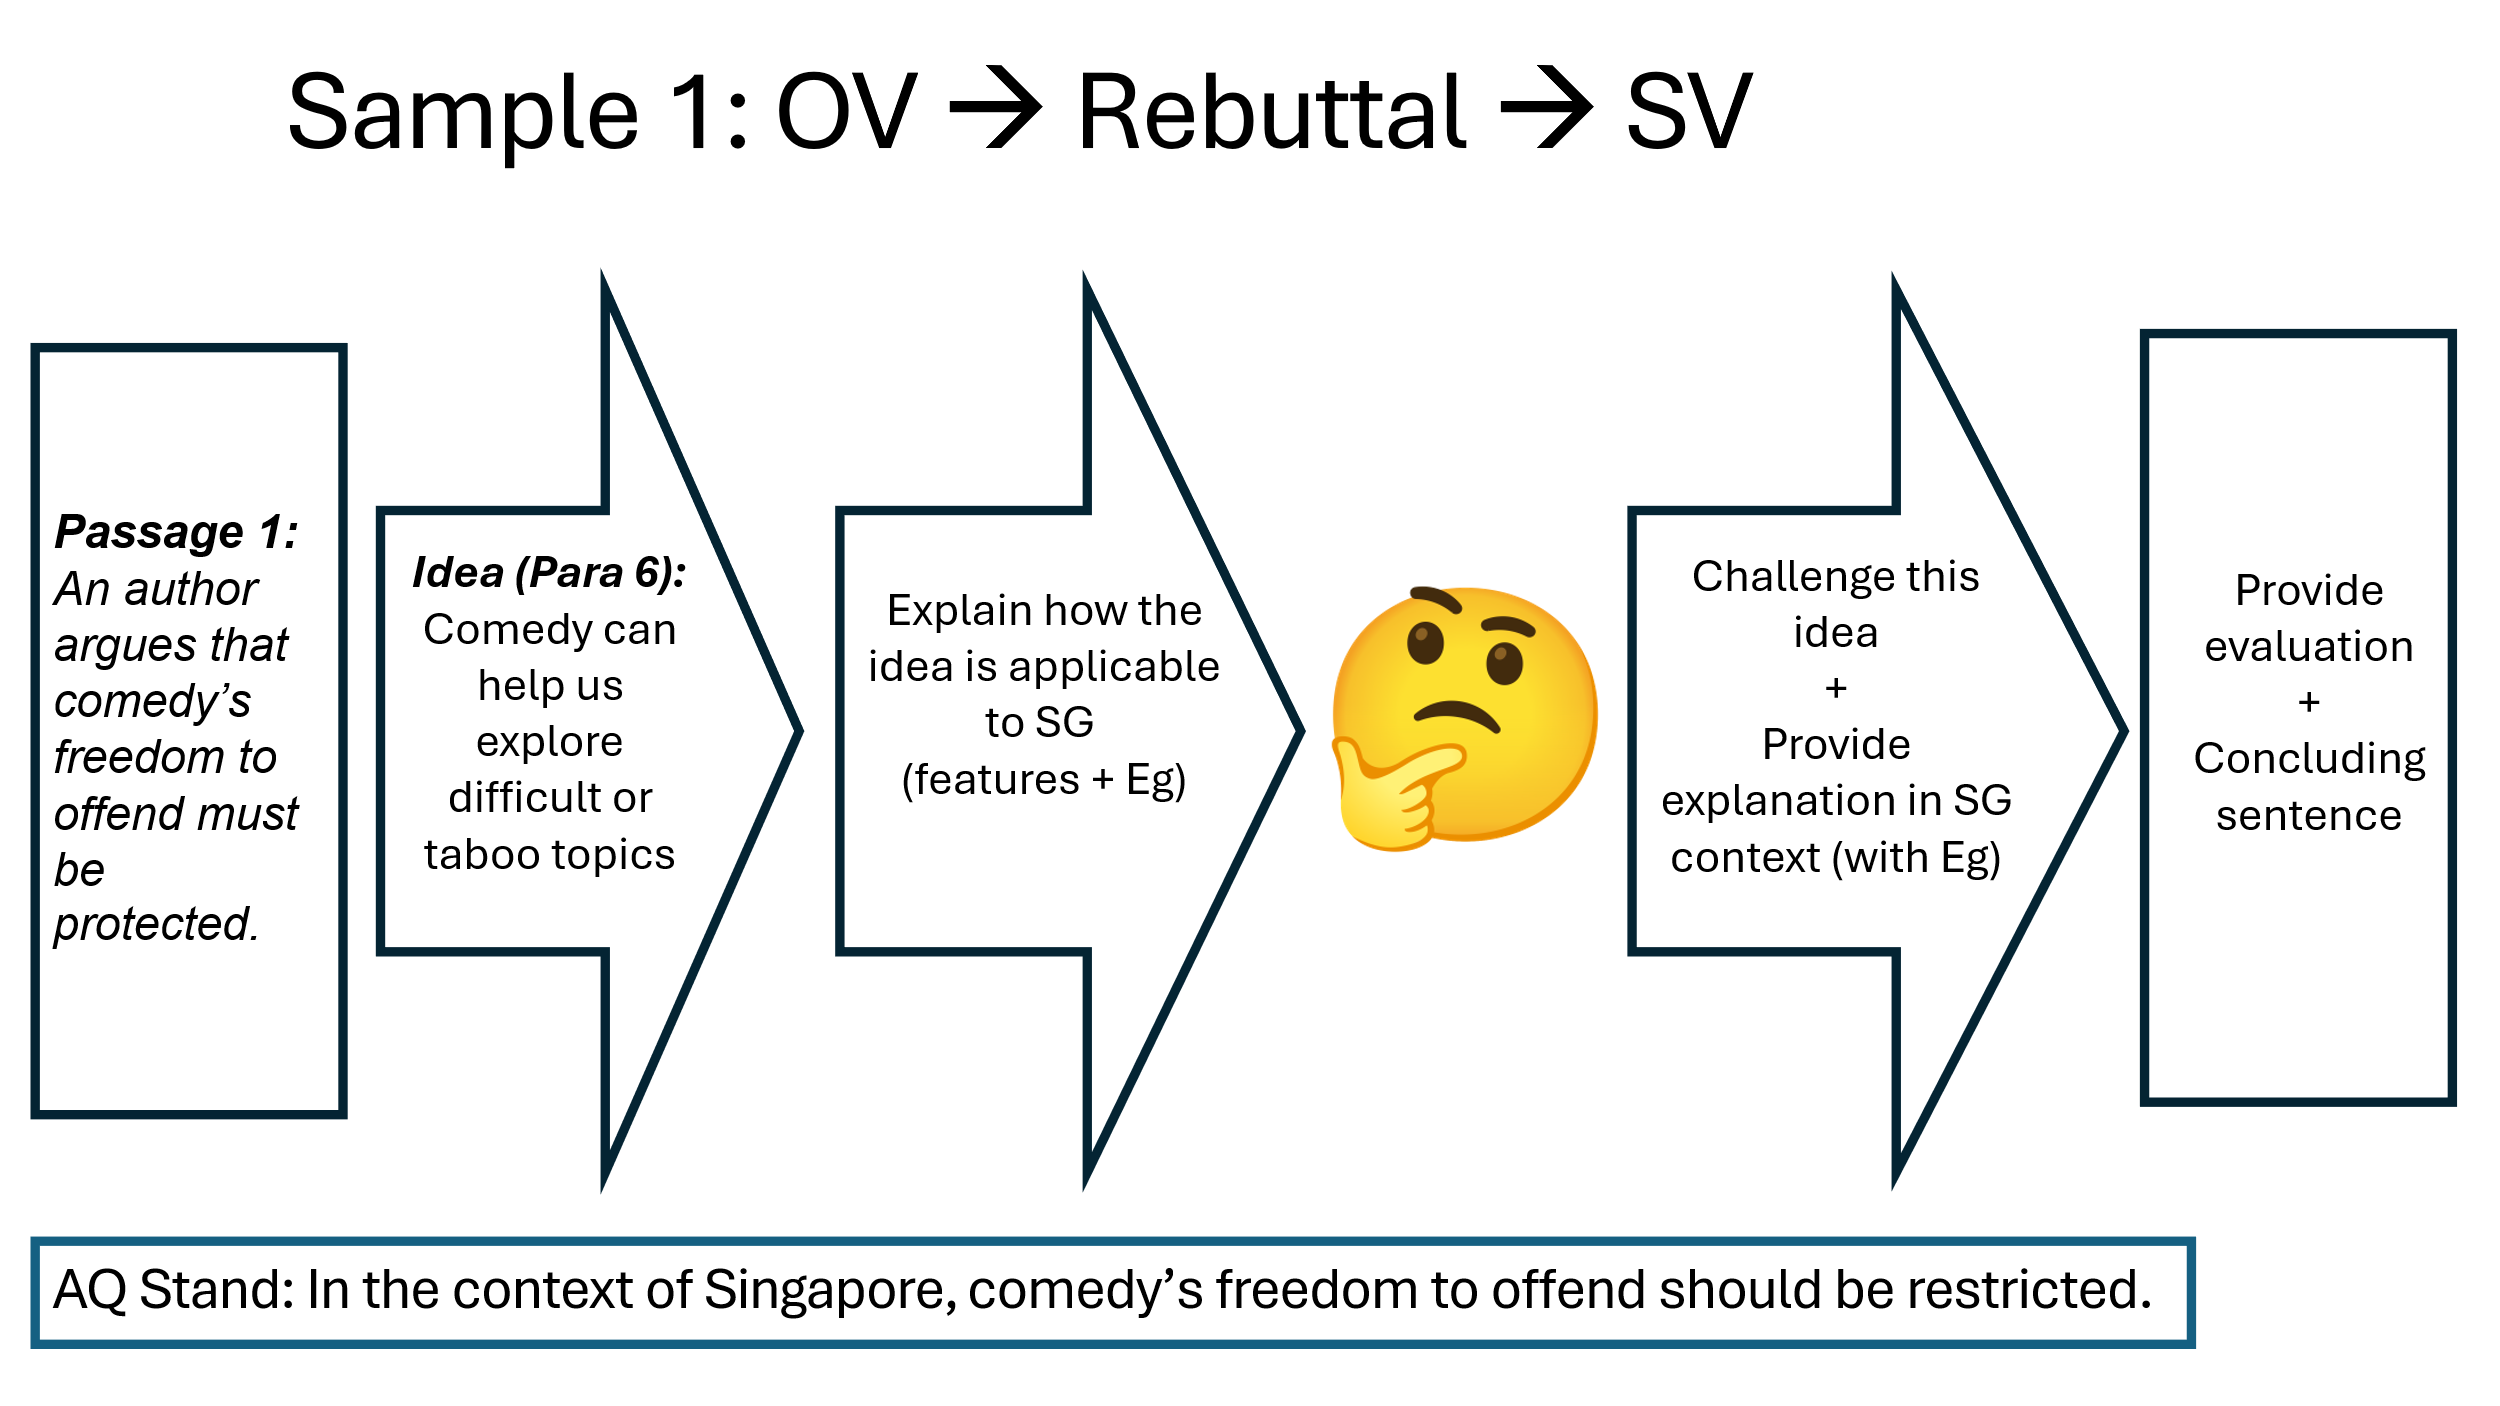 Sample 1: OV → Rebuttal → SV
Passage 1:
An author
argues that
comedy’s
freedom to
offend must
be
protected.
Idea (Para 6):
Comedy can
help us
explore
difficult or
taboo topics
Explain how the
idea is applicable
to SG
(features + Eg)
Challenge this
idea
+
Provide
explanation in SG
context (with Eg)
Provide
evaluation
+
Concluding
sentence
AQ Stand: In the context of Singapore, comedy’s freedom to offend should be restricted.